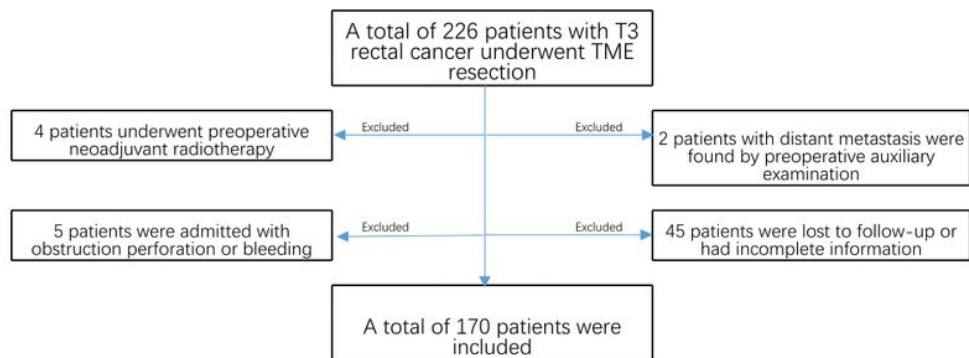 A total of 226 patients with T3
rectal cancer underwent TME
resection
Excluded
Excluded
4 patients underwent preoperative
neoadjuvant radiotherapy
2 patients with distant metastasis were
found by preoperative auxiliary
examination
Excluded
Excluded
5 patients were admitted with
obstruction perforation or bleeding
45 patients were lost to follow-up or
had incomplete information
A total of 170 patients were
included